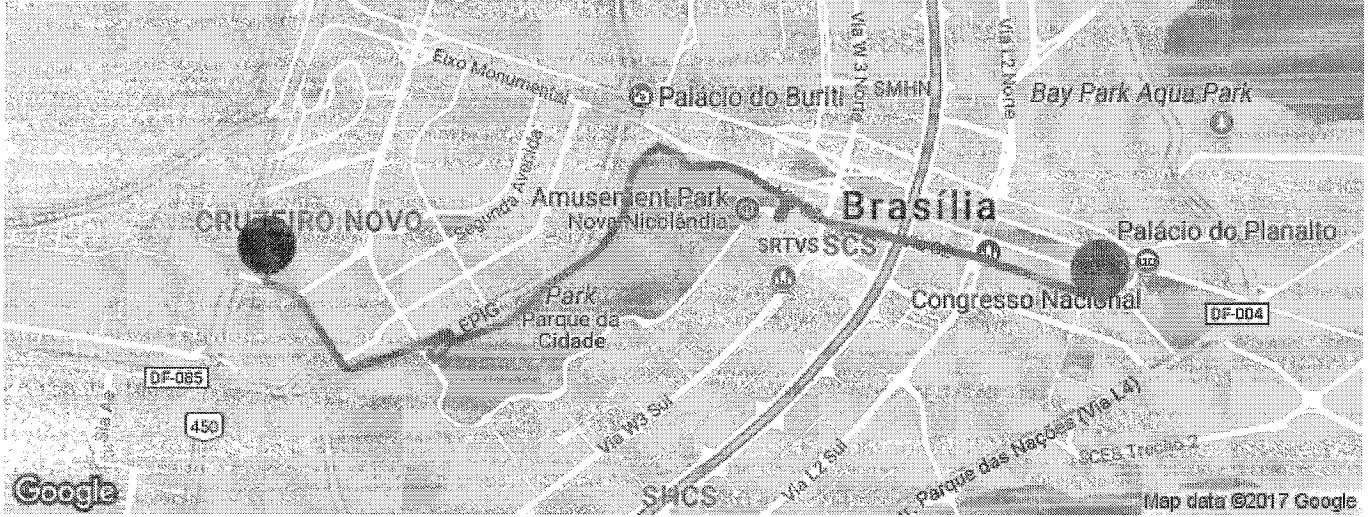 Eixo Monumental
Palácio do Buriti
Via W 3 Norte
SMHN
Via L2 Norte
Bay Park Aqua Park
Segunda Avenida
Amusement Park
Nova Nicolândia
CRUZEIRO NOVO
Brasília
SRTVS SCS
Palácio do Planalto
Congresso Nacional
Park
Parque da
Cidade
EPIG
DF-004
DF-085
450
Sia Ae
Via W3 Sul
Via L2 Sul
Parque das Nações (Via L4)
SCES Trecho 2
SHCS
Google
Map data ©2017 Google